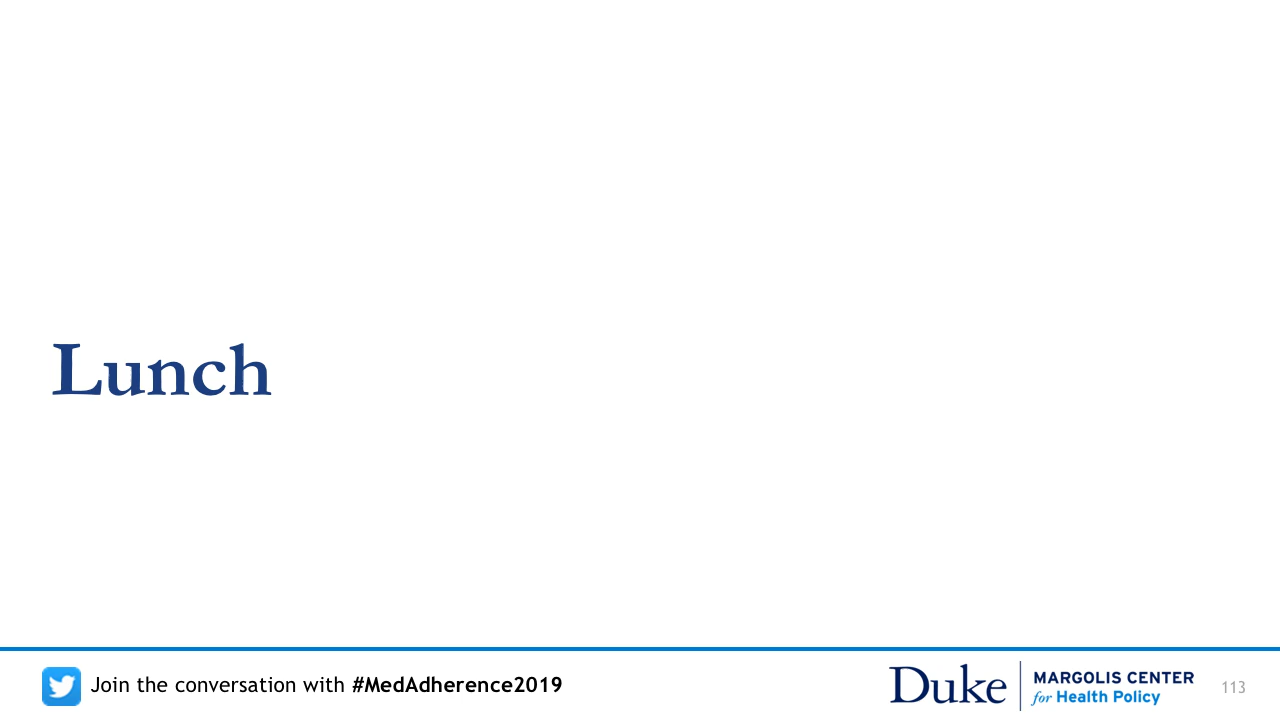 Lunch
Join the conversation with #MedAdherence2019
Duke
MARGOLIS CENTER
for Health Policy
113